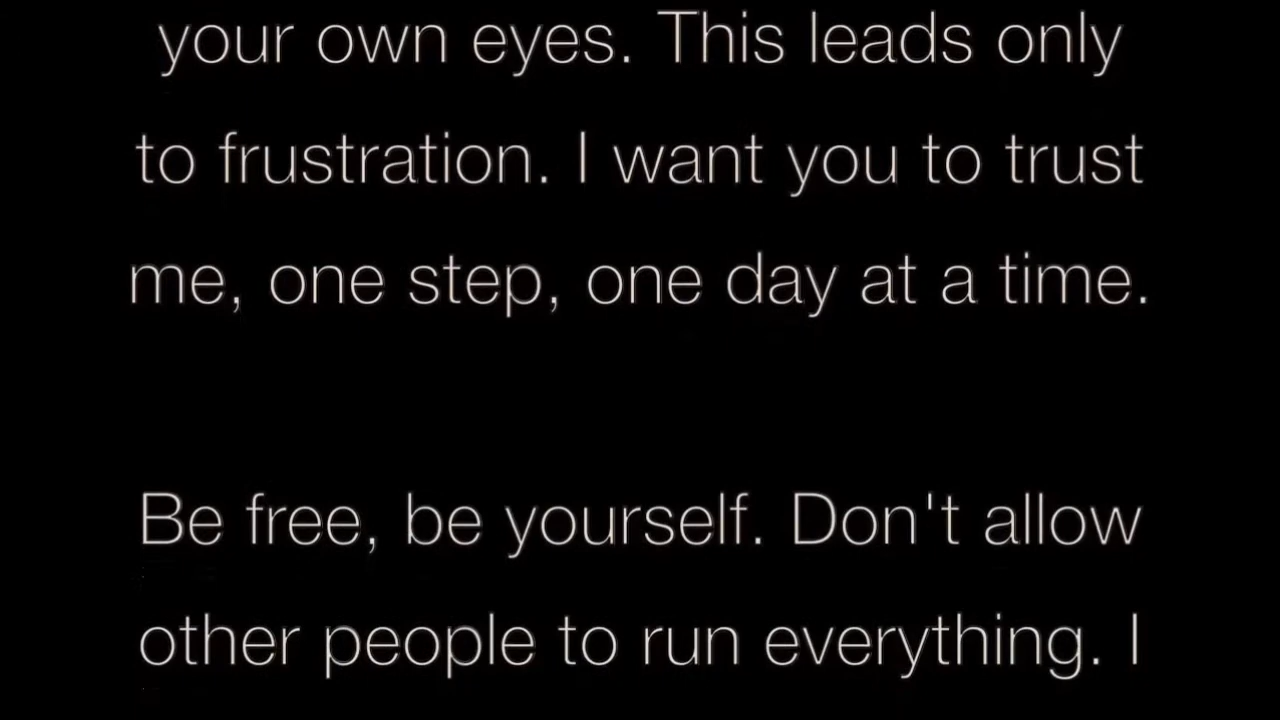 your own eyes. This leads only
to frustration. I want you to trust
me, one step, one day at a time.
Be free, be yourself. Don't allow
other people to run everything. I